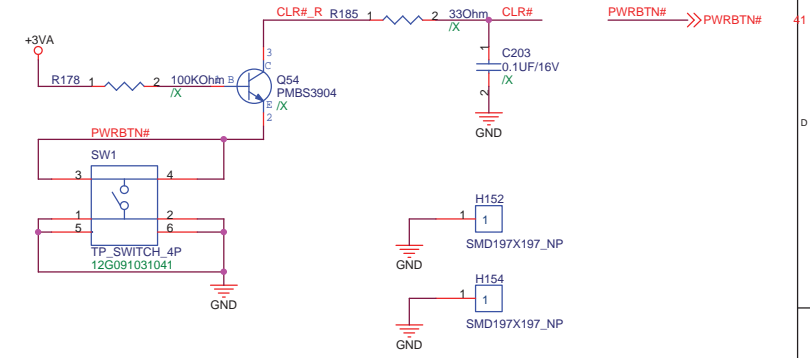 CLR#_R R185 1 2 33Ohm CLR# PWRBTN# PWRBTN# 41
/X
+3VA
3
C
1
C203
0.1UF/16V
/X
2
R178 1 2 100KOhm 1 B
/X
Q54
PMBS3904
E /X
2
GND
D
PWRBTN#
SW1
3 4
1 2
5 6
TP_SWITCH_4P
12G091031041
GND
H152
1 1
SMD197X197_NP
GND
H154
1 1
SMD197X197_NP
GND